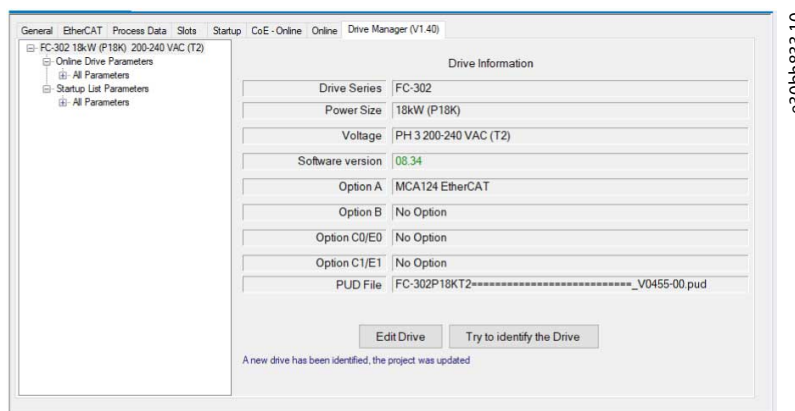 General EtherCAT Process Data Slots Startup CoE - Online Online Drive Manager (V1.40)
FC-302 18kW (P18K) 200-240 VAC (T2)
Online Drive Parameters
All Parameters
Startup List Parameters
All Parameters
Drive Information
Drive Series FC-302
Power Size 18kW (P18K)
Voltage PH 3 200-240 VAC (T2)
Software version 08.34
Option A MCA124 EtherCAT
Option B No Option
Option C0/E0 No Option
Option C1/E1 No Option
PUD File FC-302P18KT2===========================_V0455-00.pud
Edit Drive Try to identify the Drive
A new drive has been identified, the project was updated
e30bh833.10